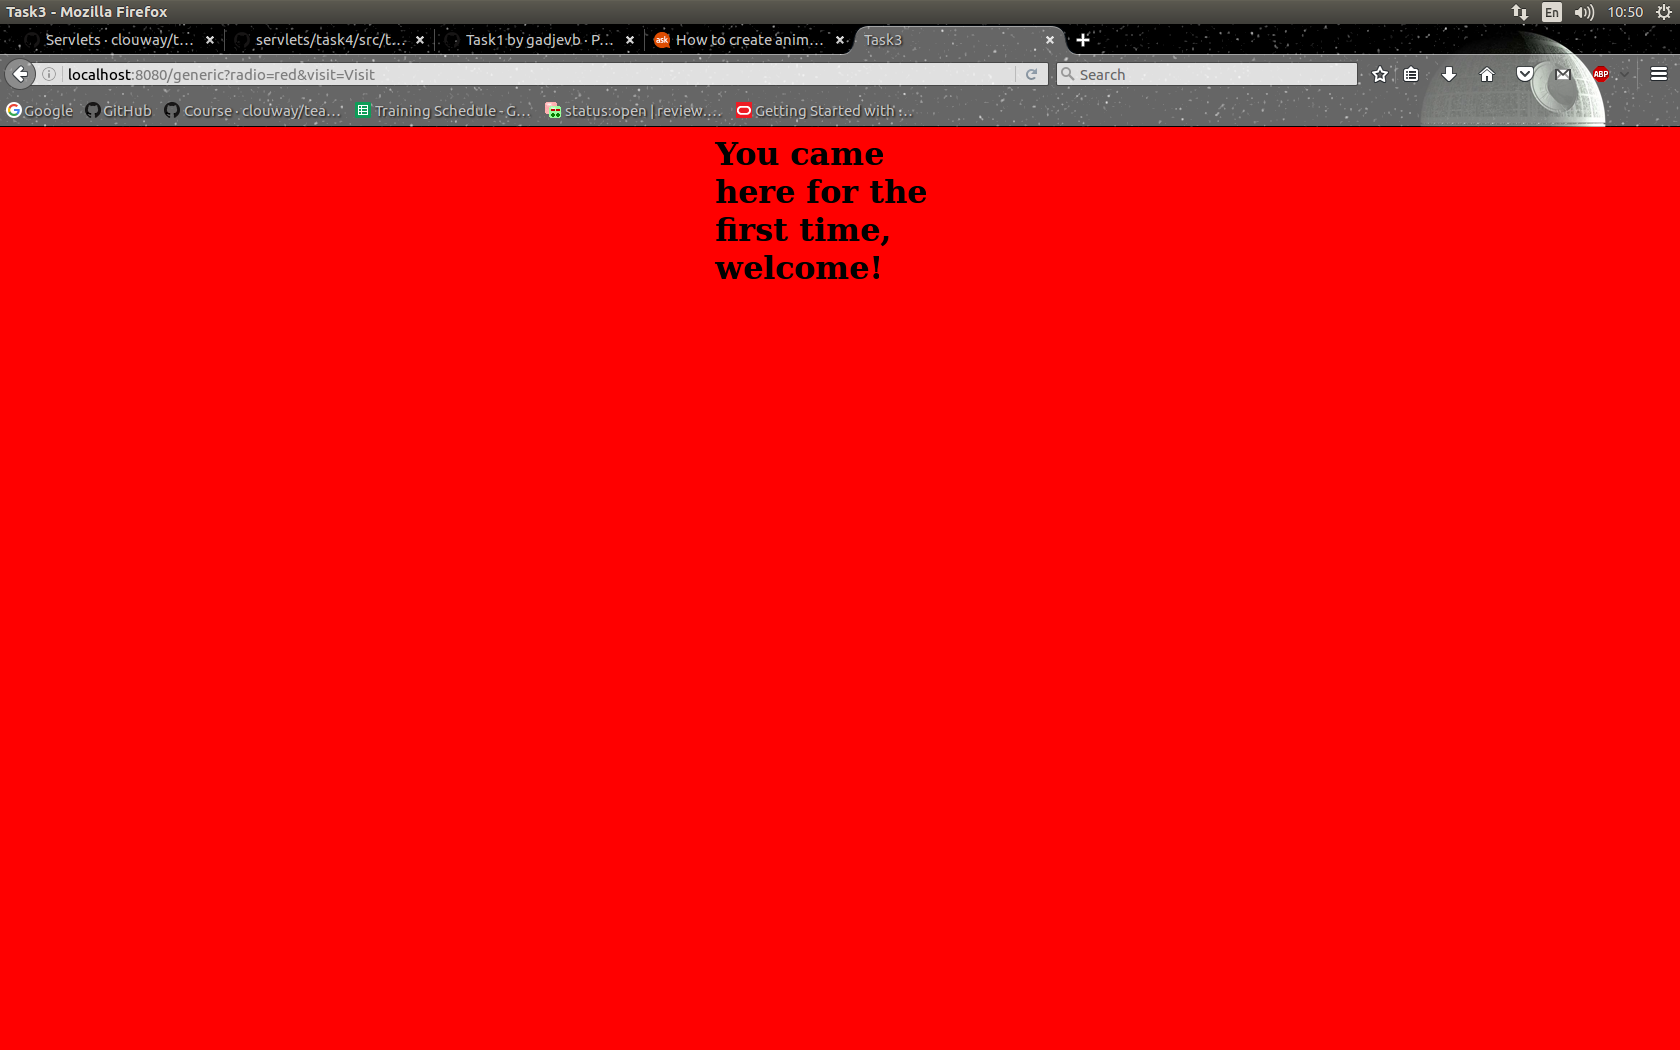 Task3 - Mozilla Firefox
En
10:50
Servlets · clouway/t...
servlets/task4/src/t...
Task1 by gadjevb · P...
ask
How to create anim...
Task3
localhost:8080/generic?radio=red&visit=Visit
Search
ABP
Google
GitHub
Course · clouway/tea...
Training Schedule - G...
status:open | review....
Getting Started with :...
You came
here for the
first time,
welcome!